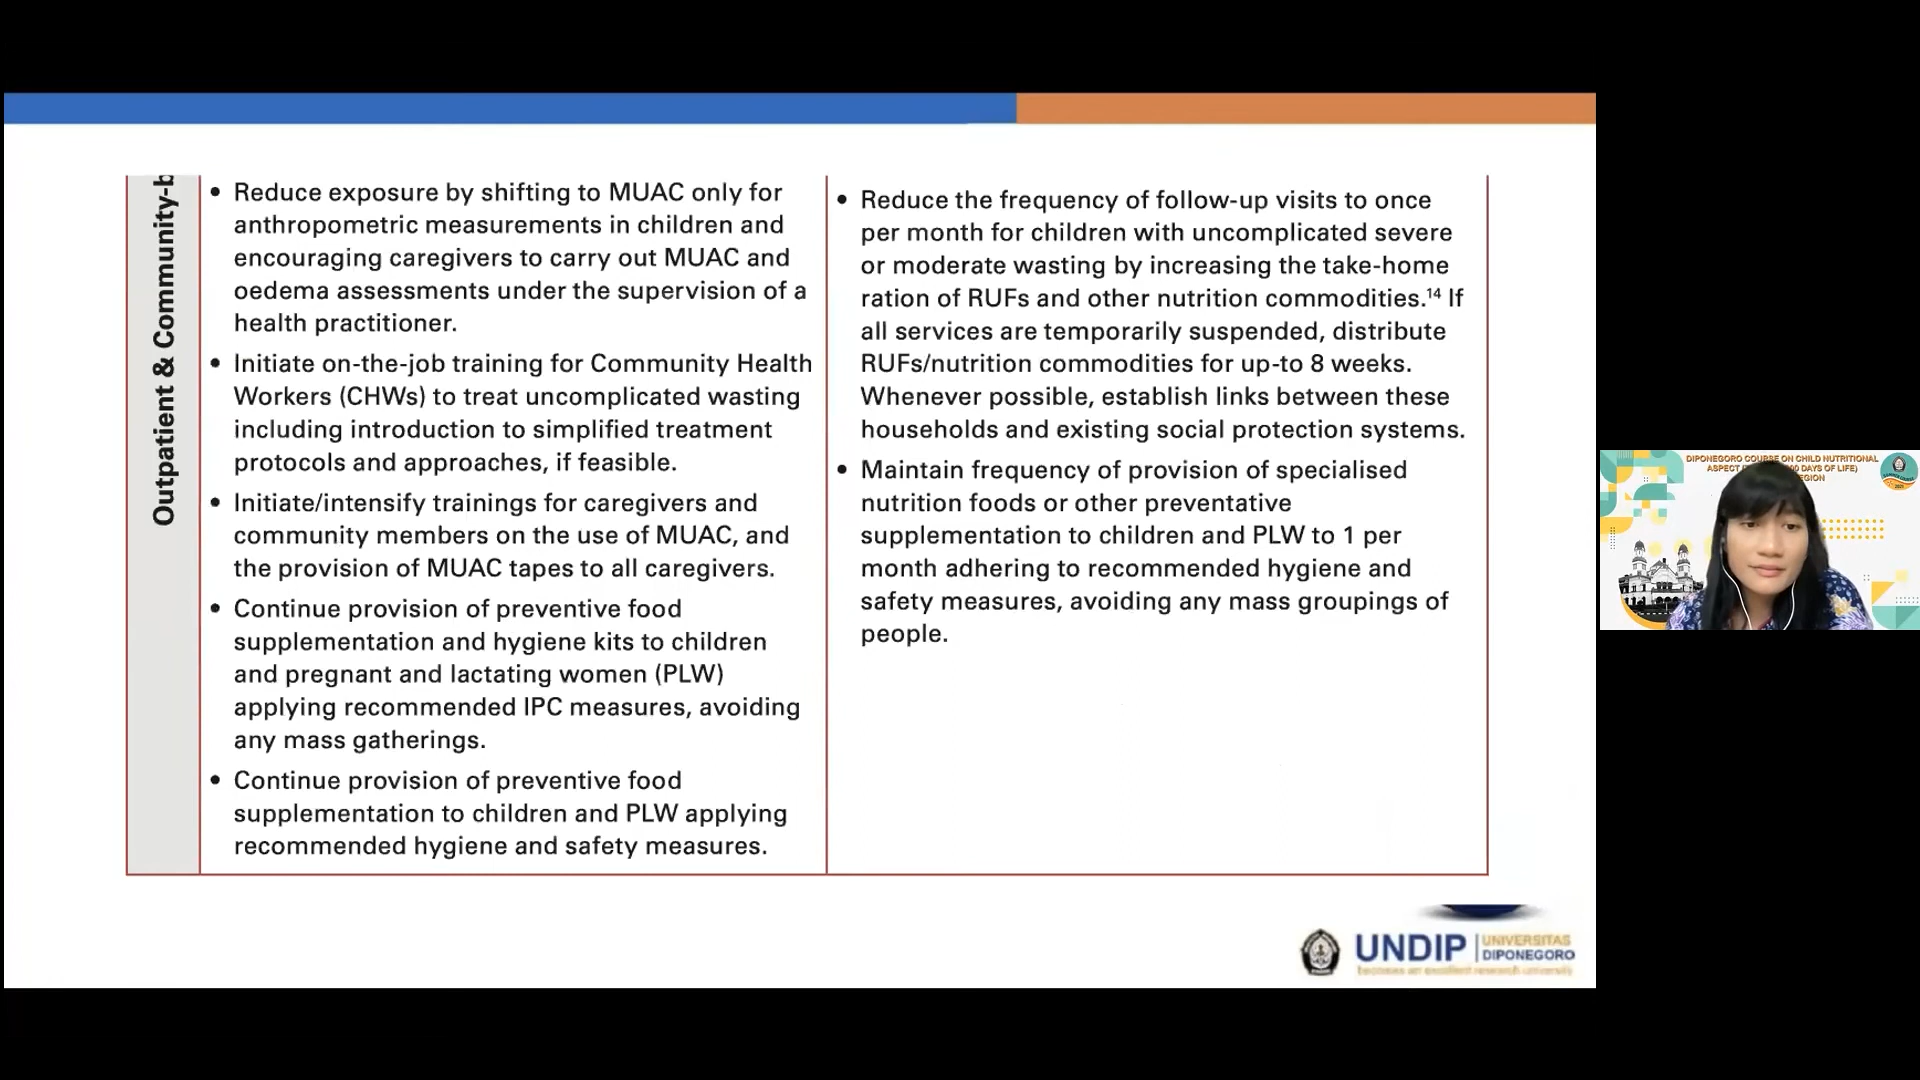 Outpatient & Community-b
• Reduce exposure by shifting to MUAC only for
anthropometric measurements in children and
encouraging caregivers to carry out MUAC and
oedema assessments under the supervision of a
health practitioner.
• Initiate on-the-job training for Community Health
Workers (CHWs) to treat uncomplicated wasting
including introduction to simplified treatment
protocols and approaches, if feasible.
• Initiate/intensify trainings for caregivers and
community members on the use of MUAC, and
the provision of MUAC tapes to all caregivers.
• Continue provision of preventive food
supplementation and hygiene kits to children
and pregnant and lactating women (PLW)
applying recommended IPC measures, avoiding
any mass gatherings.
• Continue provision of preventive food
supplementation to children and PLW applying
recommended hygiene and safety measures.
• Reduce the frequency of follow-up visits to once
per month for children with uncomplicated severe
or moderate wasting by increasing the take-home
ration of RUFs and other nutrition commodities.¹⁴ If
all services are temporarily suspended, distribute
RUFs/nutrition commodities for up-to 8 weeks.
Whenever possible, establish links between these
households and existing social protection systems.
• Maintain frequency of provision of specialised
nutrition foods or other preventative
supplementation to children and PLW to 1 per
month adhering to recommended hygiene and
safety measures, avoiding any mass groupings of
people.
UNDIP
UNIVERSITAS
DIPONEGORO
becomes an excellent research university
DIPONEGORO COURSE ON CHILD NUTRITIONAL
ASPECT 00 DAYS OF LIFE)
EGION